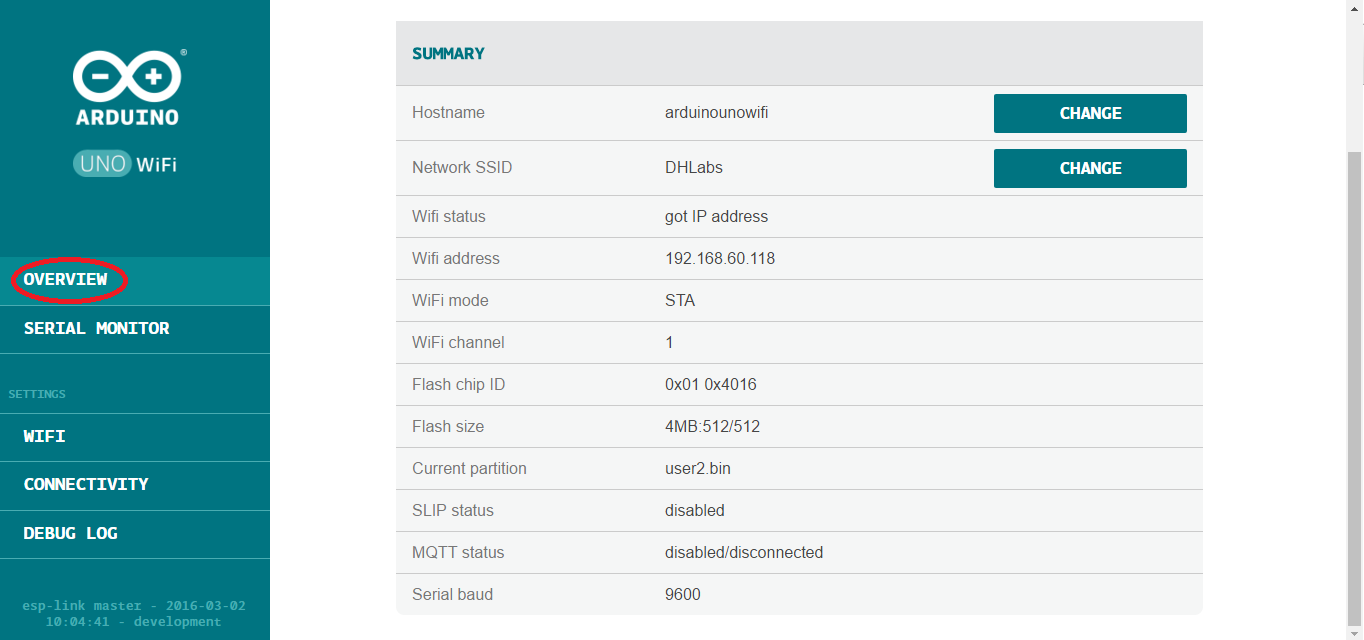 ARDUINO
UNO WiFi
OVERVIEW
SERIAL MONITOR
SETTINGS
WIFI
CONNECTIVITY
DEBUG LOG
esp-link master - 2016-03-02
10:04:41 - development
SUMMARY
Hostname arduinounowifi CHANGE
Network SSID DHLabs CHANGE
Wifi status got IP address
Wifi address 192.168.60.118
WiFi mode STA
WiFi channel 1
Flash chip ID 0x01 0x4016
Flash size 4MB:512/512
Current partition user2.bin
SLIP status disabled
MQTT status disabled/disconnected
Serial baud 9600